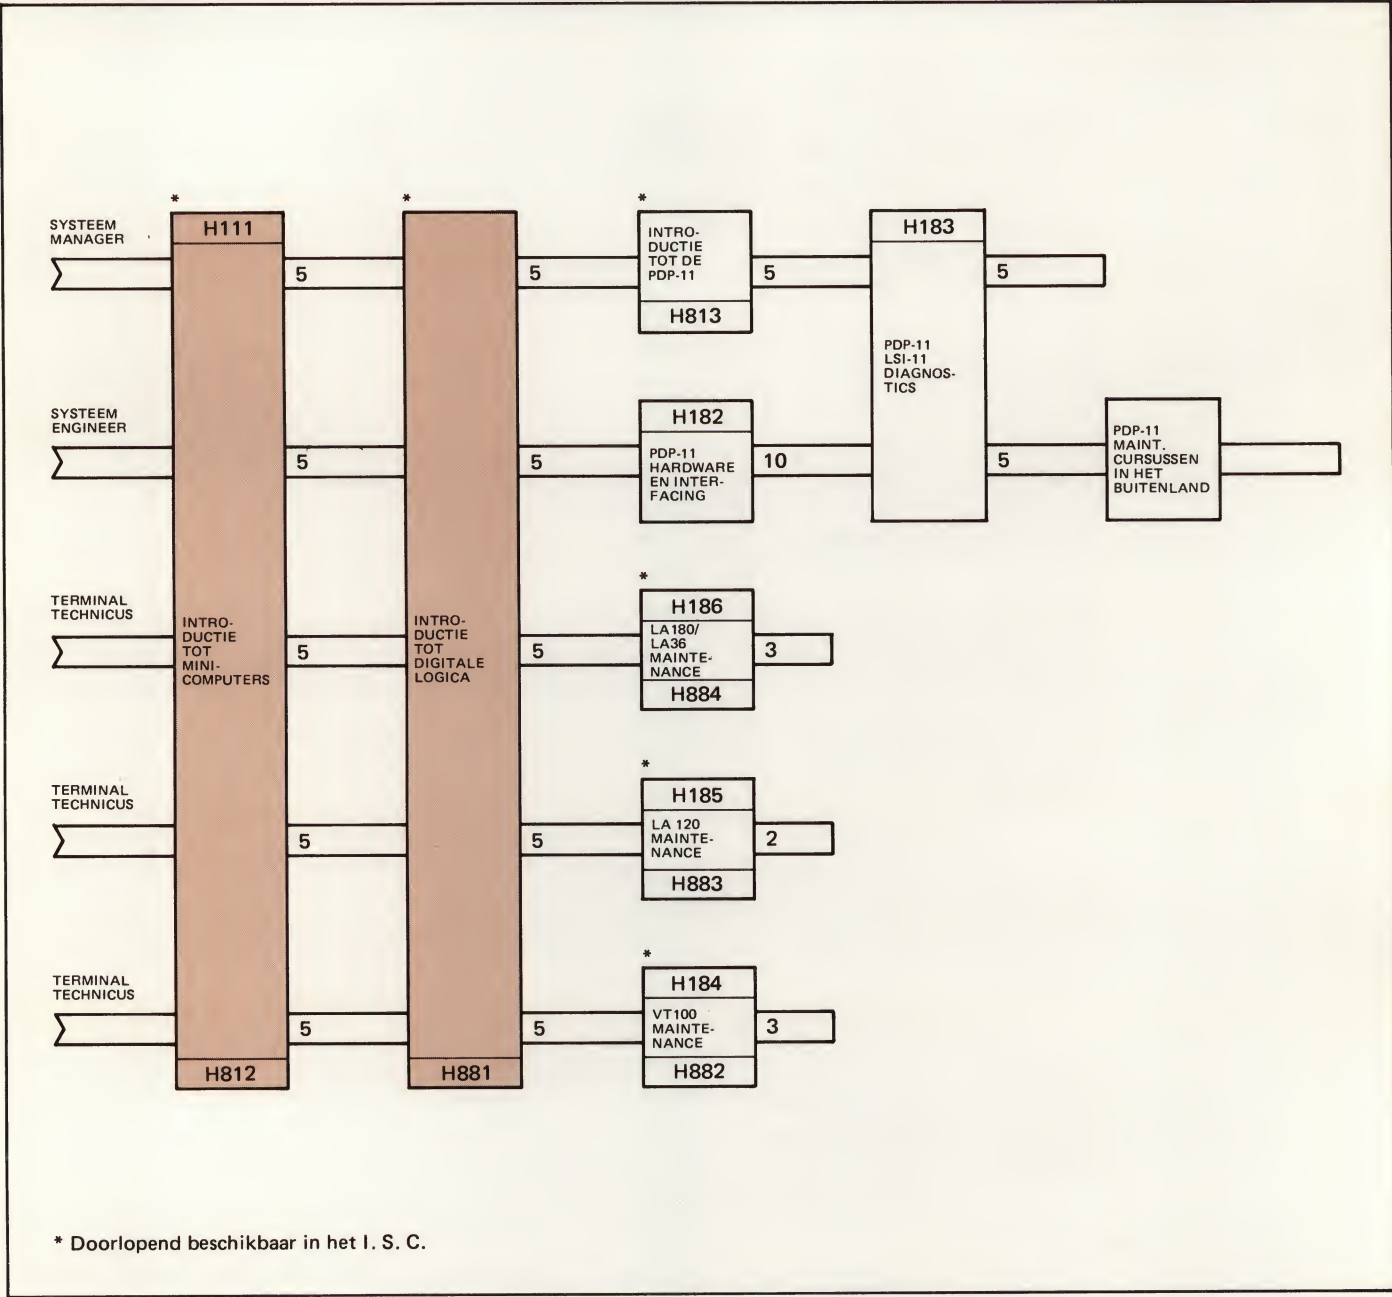 *
*
*
SYSTEEM
MANAGER
H111
5
5
INTRO-
DUCTIE
TOT DE
PDP-11
H813
5
H183
5
PDP-11
LSI-11
DIAGNOS-
TICS
SYSTEEM
ENGINEER
5
5
H182
PDP-11
HARDWARE
EN INTER-
FACING
10
5
PDP-11
MAINT.
CURSUSSEN
IN HET
BUITENLAND
TERMINAL
TECHNICUS
INTRO-
DUCTIE
TOT
MINI-
COMPUTERS
5
INTRO-
DUCTIE
TOT
DIGITALE
LOGICA
5
*
H186
LA180/
LA36
MAINTE-
NANCE
H884
3
TERMINAL
TECHNICUS
5
5
*
H185
LA 120
MAINTE-
NANCE
H883
2
TERMINAL
TECHNICUS
5
5
*
H184
VT100
MAINTE-
NANCE
H882
3
H812
H881
* Doorlopend beschikbaar in het I. S. C.